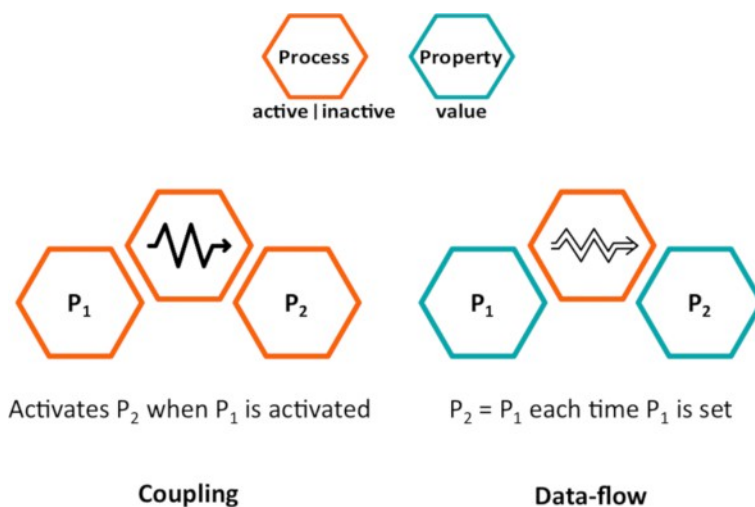 Process Property
active | inactive value
P₁ P₂ P₁ P₂
Activates P₂ when P₁ is activated P₂ = P₁ each time P₁ is set
Coupling Data-flow